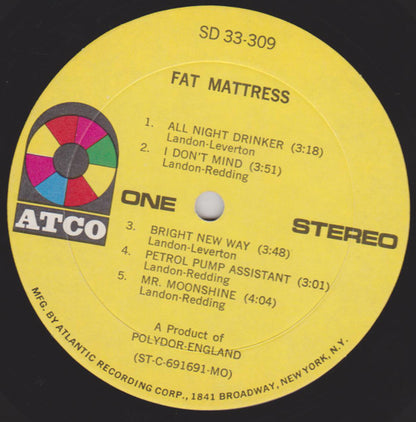 SD 33-309
FAT MATTRESS
1. ALL NIGHT DRINKER (3:18)
Landon-Leverton
2. I DON'T MIND (3:51)
Landon-Redding
ATCO
ONE
STEREO
3. BRIGHT NEW WAY (3:48)
Landon-Leverton
4. PETROL PUMP ASSISTANT (3:01)
Landon-Redding
5. MR. MOONSHINE (4:04)
Landon-Redding
A Product of
POLYDOR-ENGLAND
(ST-C-691691-MO)
MFG. BY ATLANTIC RECORDING CORP., 1841 BROADWAY, NEW YORK, N.Y.